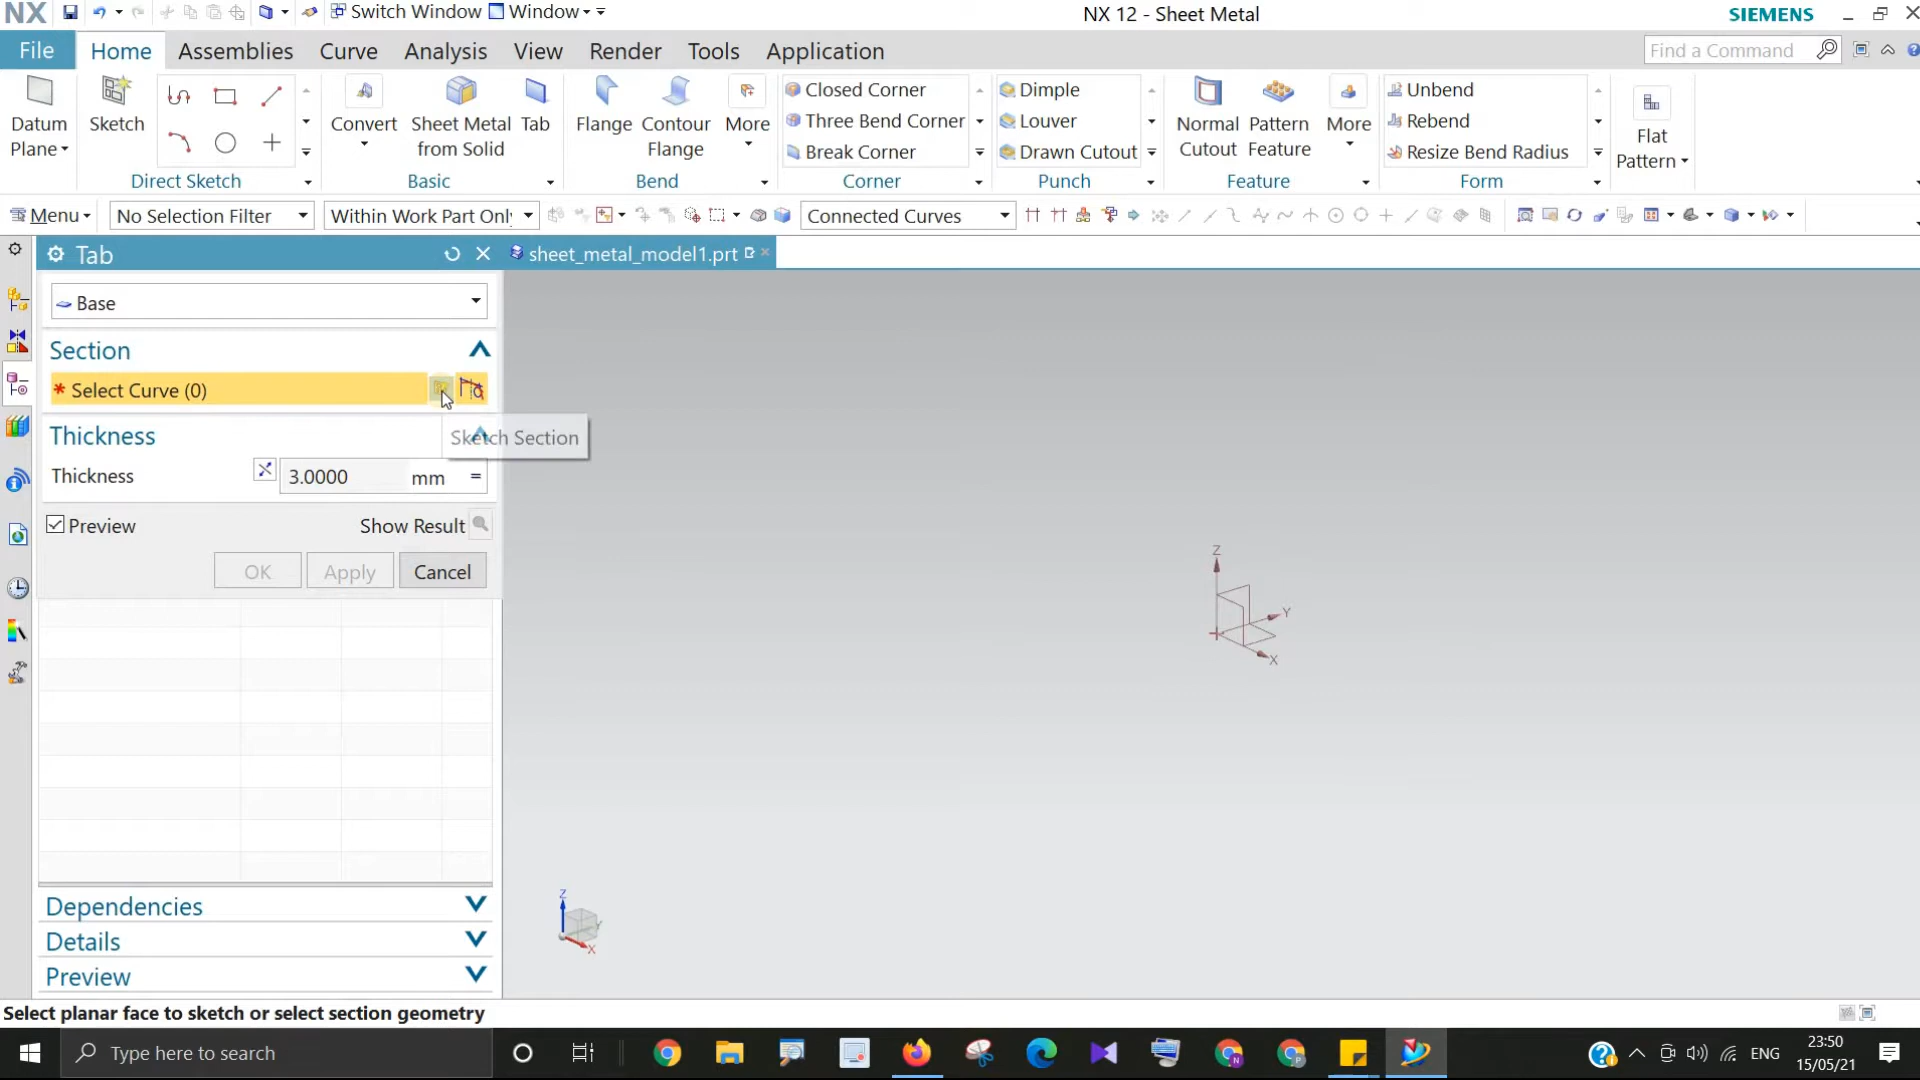 NX Switch Window Window NX 12 - Sheet Metal SIEMENS
File Home Assemblies Curve Analysis View Render Tools Application Find a Command
Datum Plane Sketch Direct Sketch
Convert Sheet Metal from Solid Tab Basic
Flange Contour Flange More Bend
Closed Corner
Three Bend Corner
Break Corner
Corner
Dimple
Louver
Drawn Cutout
Punch
Normal Cutout Pattern Feature More Feature
Unbend
Rebend
Resize Bend Radius
Form
Flat Pattern
Menu No Selection Filter Within Work Part Only Connected Curves
Tab sheet_metal_model1.prt
Base
Section
* Select Curve (0)
Sketch Section
Thickness
Thickness 3.0000 mm =
Preview Show Result
OK Apply Cancel
Z
Y
X
Z
Y
X
Dependencies
Details
Preview
Select planar face to sketch or select section geometry
Type here to search ENG 23:50
15/05/21